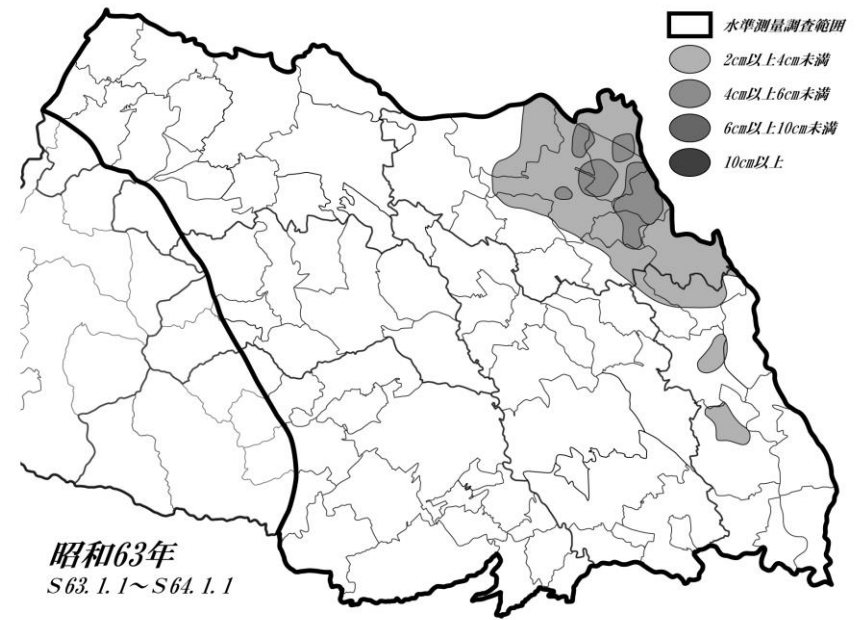 水準測量調査範囲
2cm以上4cm未満
4cm以上6cm未満
6cm以上10cm未満
10cm以上
昭和63年
S63.1.1～S64.1.1